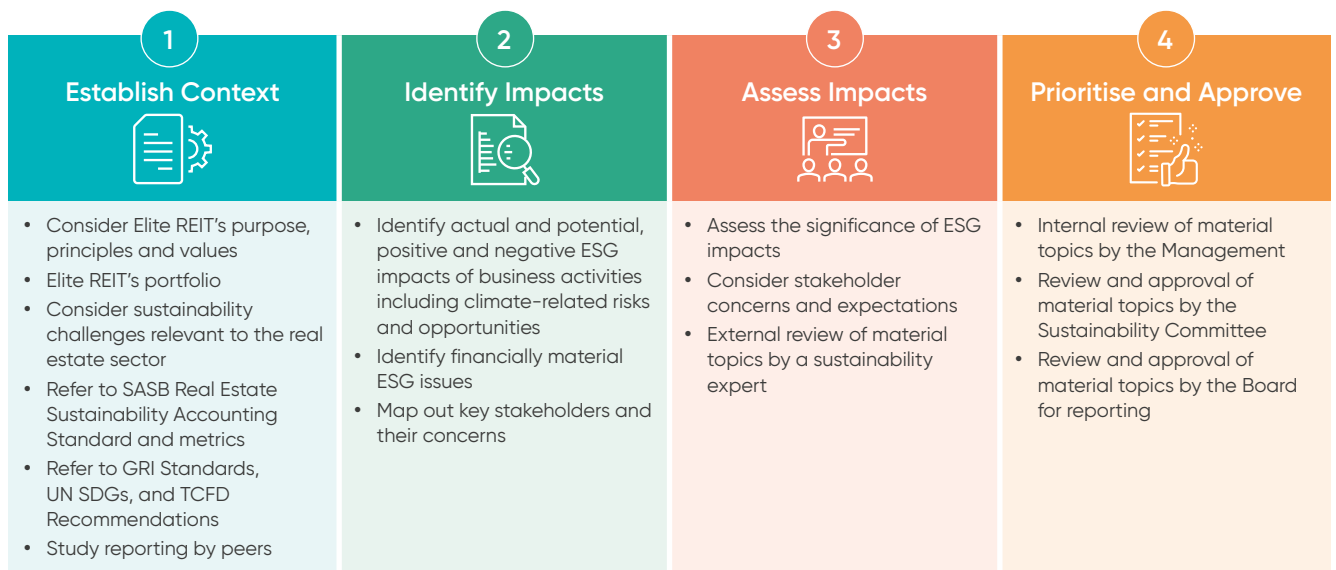 1
Establish Context
• Consider Elite REIT's purpose,
principles and values
• Elite REIT's portfolio
• Consider sustainability
challenges relevant to the real
estate sector
• Refer to SASB Real Estate
Sustainability Accounting
Standard and metrics
• Refer to GRI Standards,
UN SDGs, and TCFD
Recommendations
• Study reporting by peers
2
Identify Impacts
• Identify actual and potential,
positive and negative ESG
impacts of business activities
including climate-related risks
and opportunities
• Identify financially material
ESG issues
• Map out key stakeholders and
their concerns
3
Assess Impacts
• Assess the significance of ESG
impacts
• Consider stakeholder
concerns and expectations
• External review of material
topics by a sustainability
expert
4
Prioritise and Approve
• Internal review of material
topics by the Management
• Review and approval of
material topics by the
Sustainability Committee
• Review and approval of
material topics by the Board
for reporting